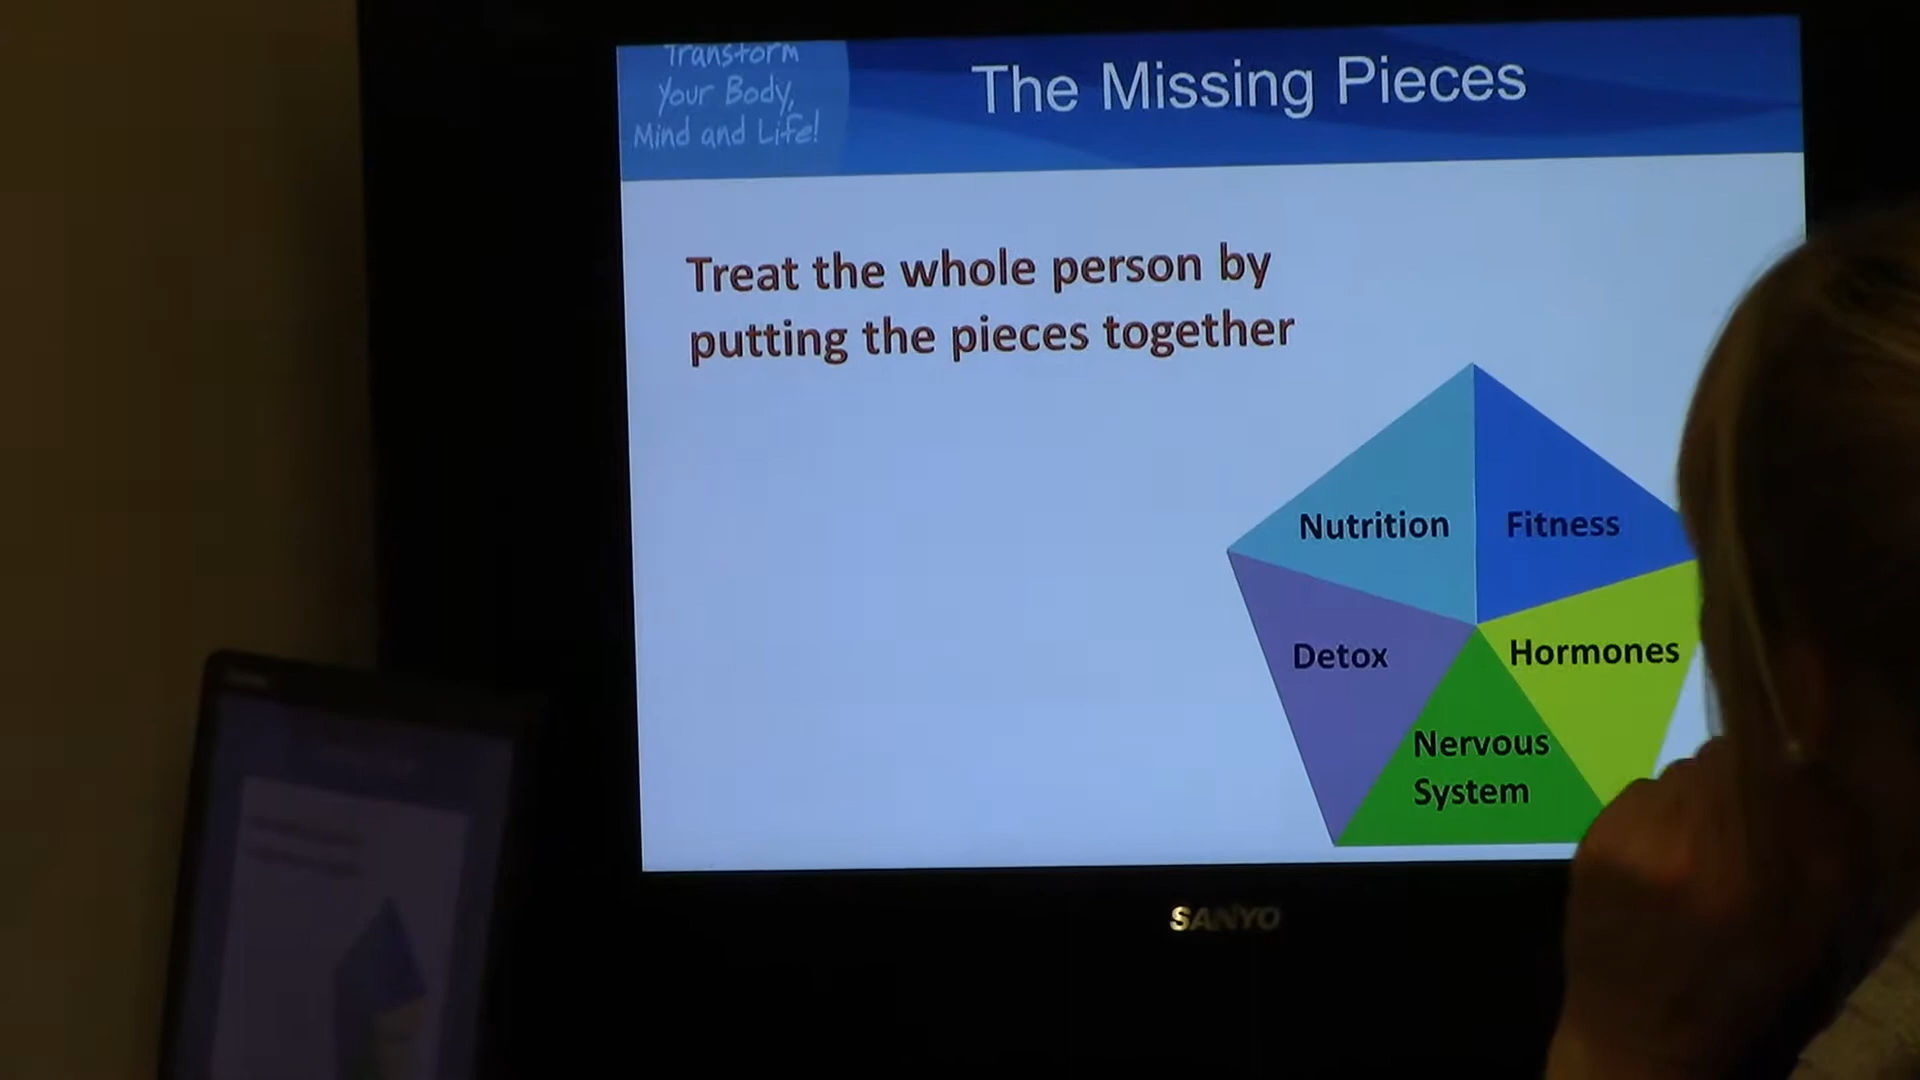 Transform
Your Body,
Mind and Life!
The Missing Pieces
Treat the whole person by
putting the pieces together
Nutrition
Fitness
Detox
Hormones
Nervous
System
SANYO